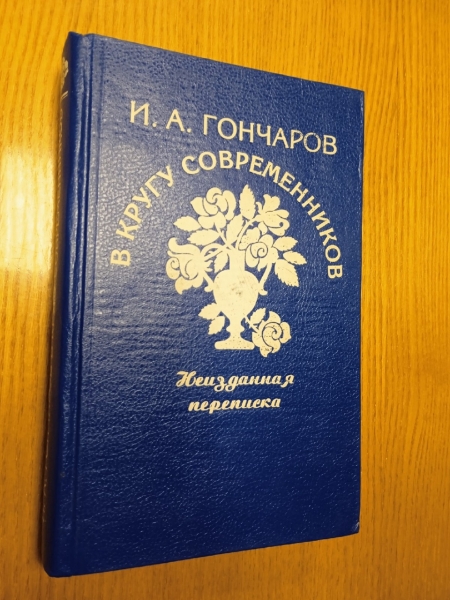 И. А. ГОНЧАРОВ
В КРУГУ СОВРЕМЕННИКОВ
Неизданная
переписка